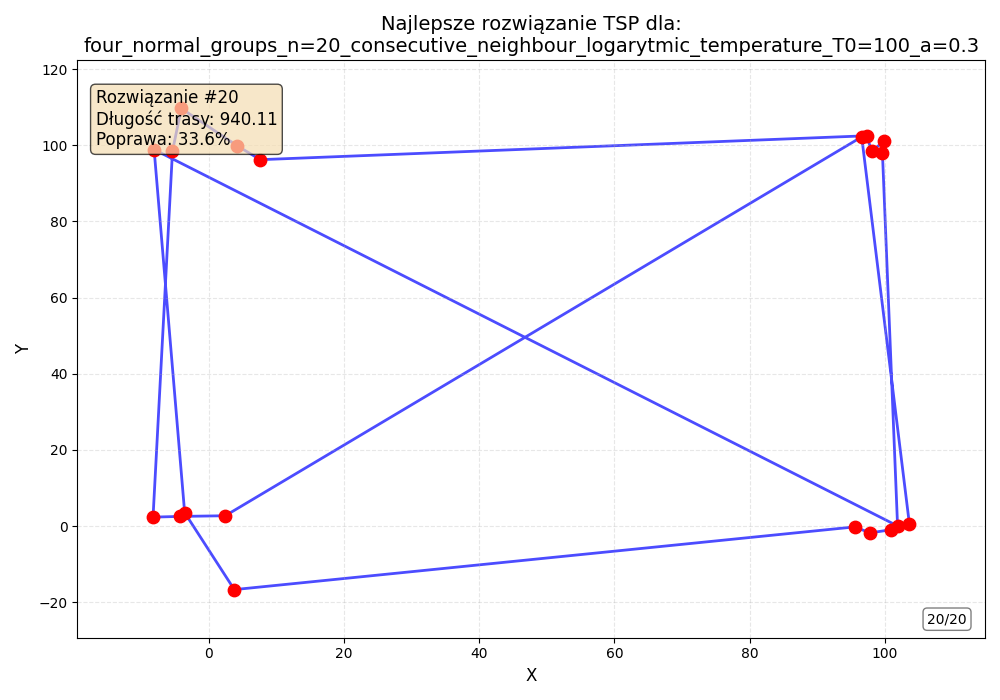 Najlepsze rozwiązanie TSP dla:
four_normal_groups_n=20_consecutive_neighbour_logarytmic_temperature_T0=100_a=0.3
Rozwiązanie #20
Długość trasy: 940.11
Poprawa: 33.6%
120
100
80
60
40
20
0
−20
Y
20/20
0
20
40
60
80
100
X